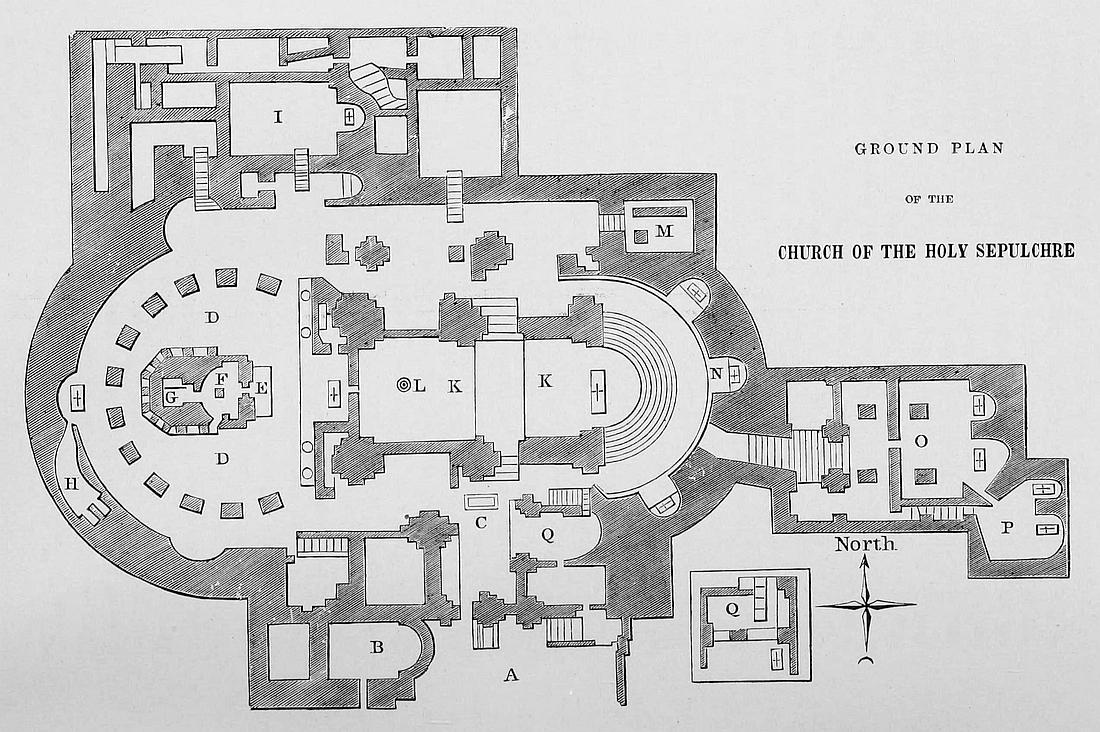 GROUND PLAN
OF THE
CHURCH OF THE HOLY SEPULCHRE
I
M
D
F
E
G
L
K
K
N
O
D
H
C
Q
P
North
Q
B
A